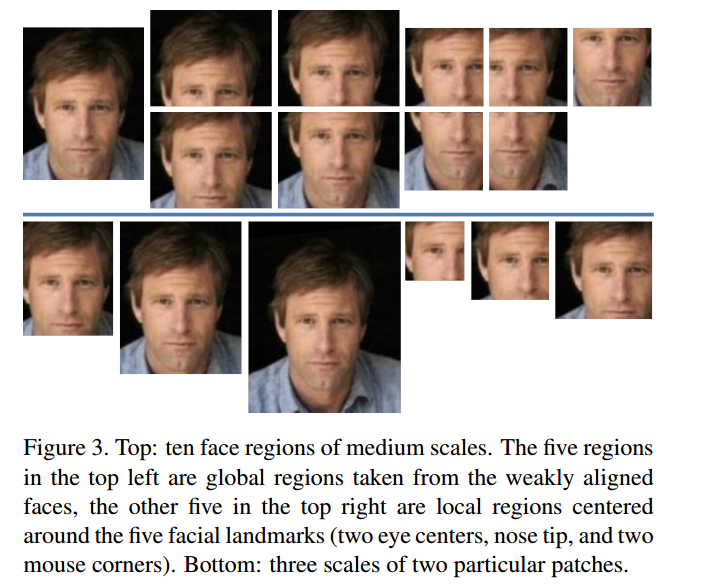 Figure 3. Top: ten face regions of medium scales. The five regions
in the top left are global regions taken from the weakly aligned
faces, the other five in the top right are local regions centered
around the five facial landmarks (two eye centers, nose tip, and two
mouse corners). Bottom: three scales of two particular patches.